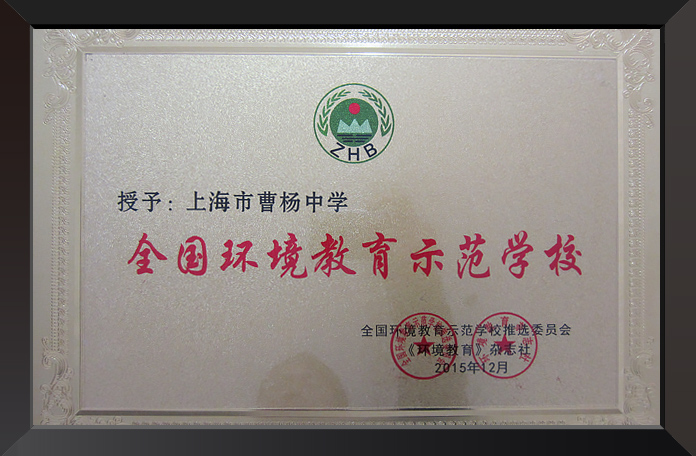 ZHB
授予：上海市曹杨中学
全国环境教育示范学校
全国环境教育示范学校推选委员会
《环境教育》杂志社
2015年12月